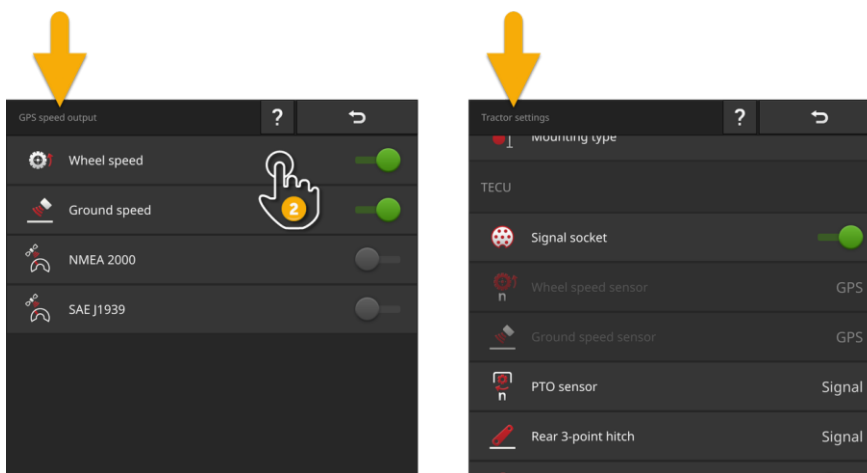 GPS speed output
?
Wheel speed
2
Ground speed
NMEA 2000
SAE J1939
Tractor settings
?
Mounting type
TECU
Signal socket
n
Wheel speed sensor GPS
Ground speed sensor GPS
PTO sensor Signal
n
Rear 3-point hitch Signal